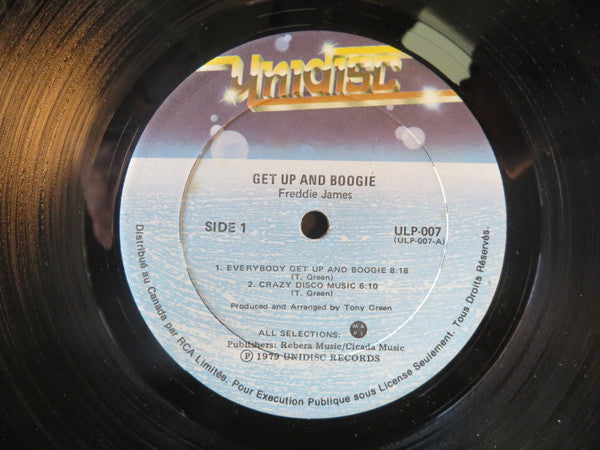 Unidisc
GET UP AND BOOGIE
Freddie James
SIDE 1
ULP-007
(ULP-007-A)
1. EVERYBODY GET UP AND BOOGIE 8:18
(T. Green)
2. CRAZY DISCO MUSIC 6:10
(T. Green)
Produced and Arranged by Tony Green
ALL SELECTIONS:
Publishers: Rebera Music/Cicada Music
Ⓟ 1979 UNIDISC RECORDS
Distribué au Canada par RCA Limitée. Pour Execution Publique sous License Seulement. Tous Droits Réservés.